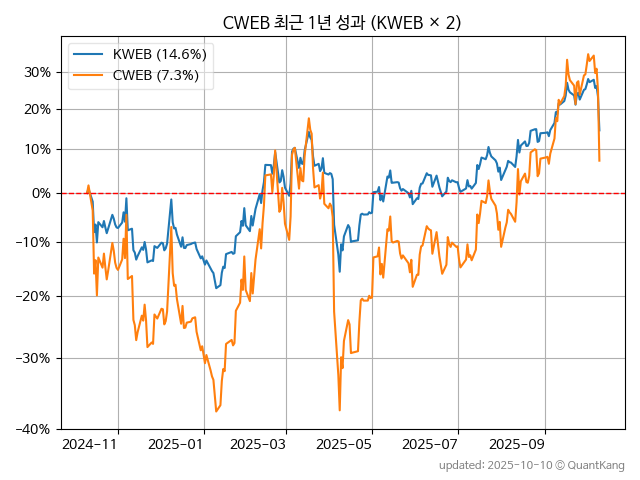 CWEB 최근 1년 성과 (KWEB × 2)
KWEB (14.6%)
CWEB (7.3%)
30%
20%
10%
0%
−10%
−20%
−30%
−40%
2024-11 2025-01 2025-03 2025-05 2025-07 2025-09
updated: 2025-10-10 © QuantKang